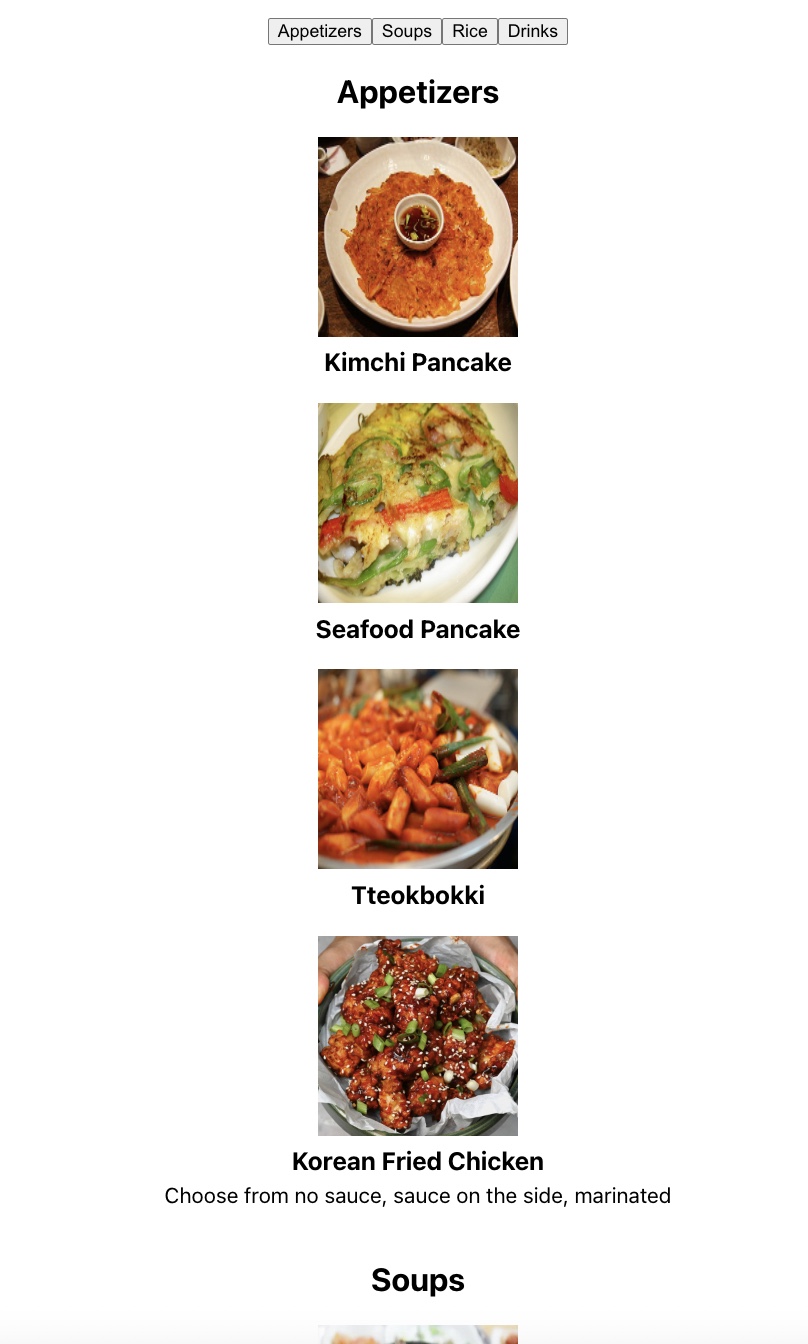 Appetizers Soups Rice Drinks
Appetizers
Kimchi Pancake
Seafood Pancake
Tteokbokki
Korean Fried Chicken
Choose from no sauce, sauce on the side, marinated
Soups